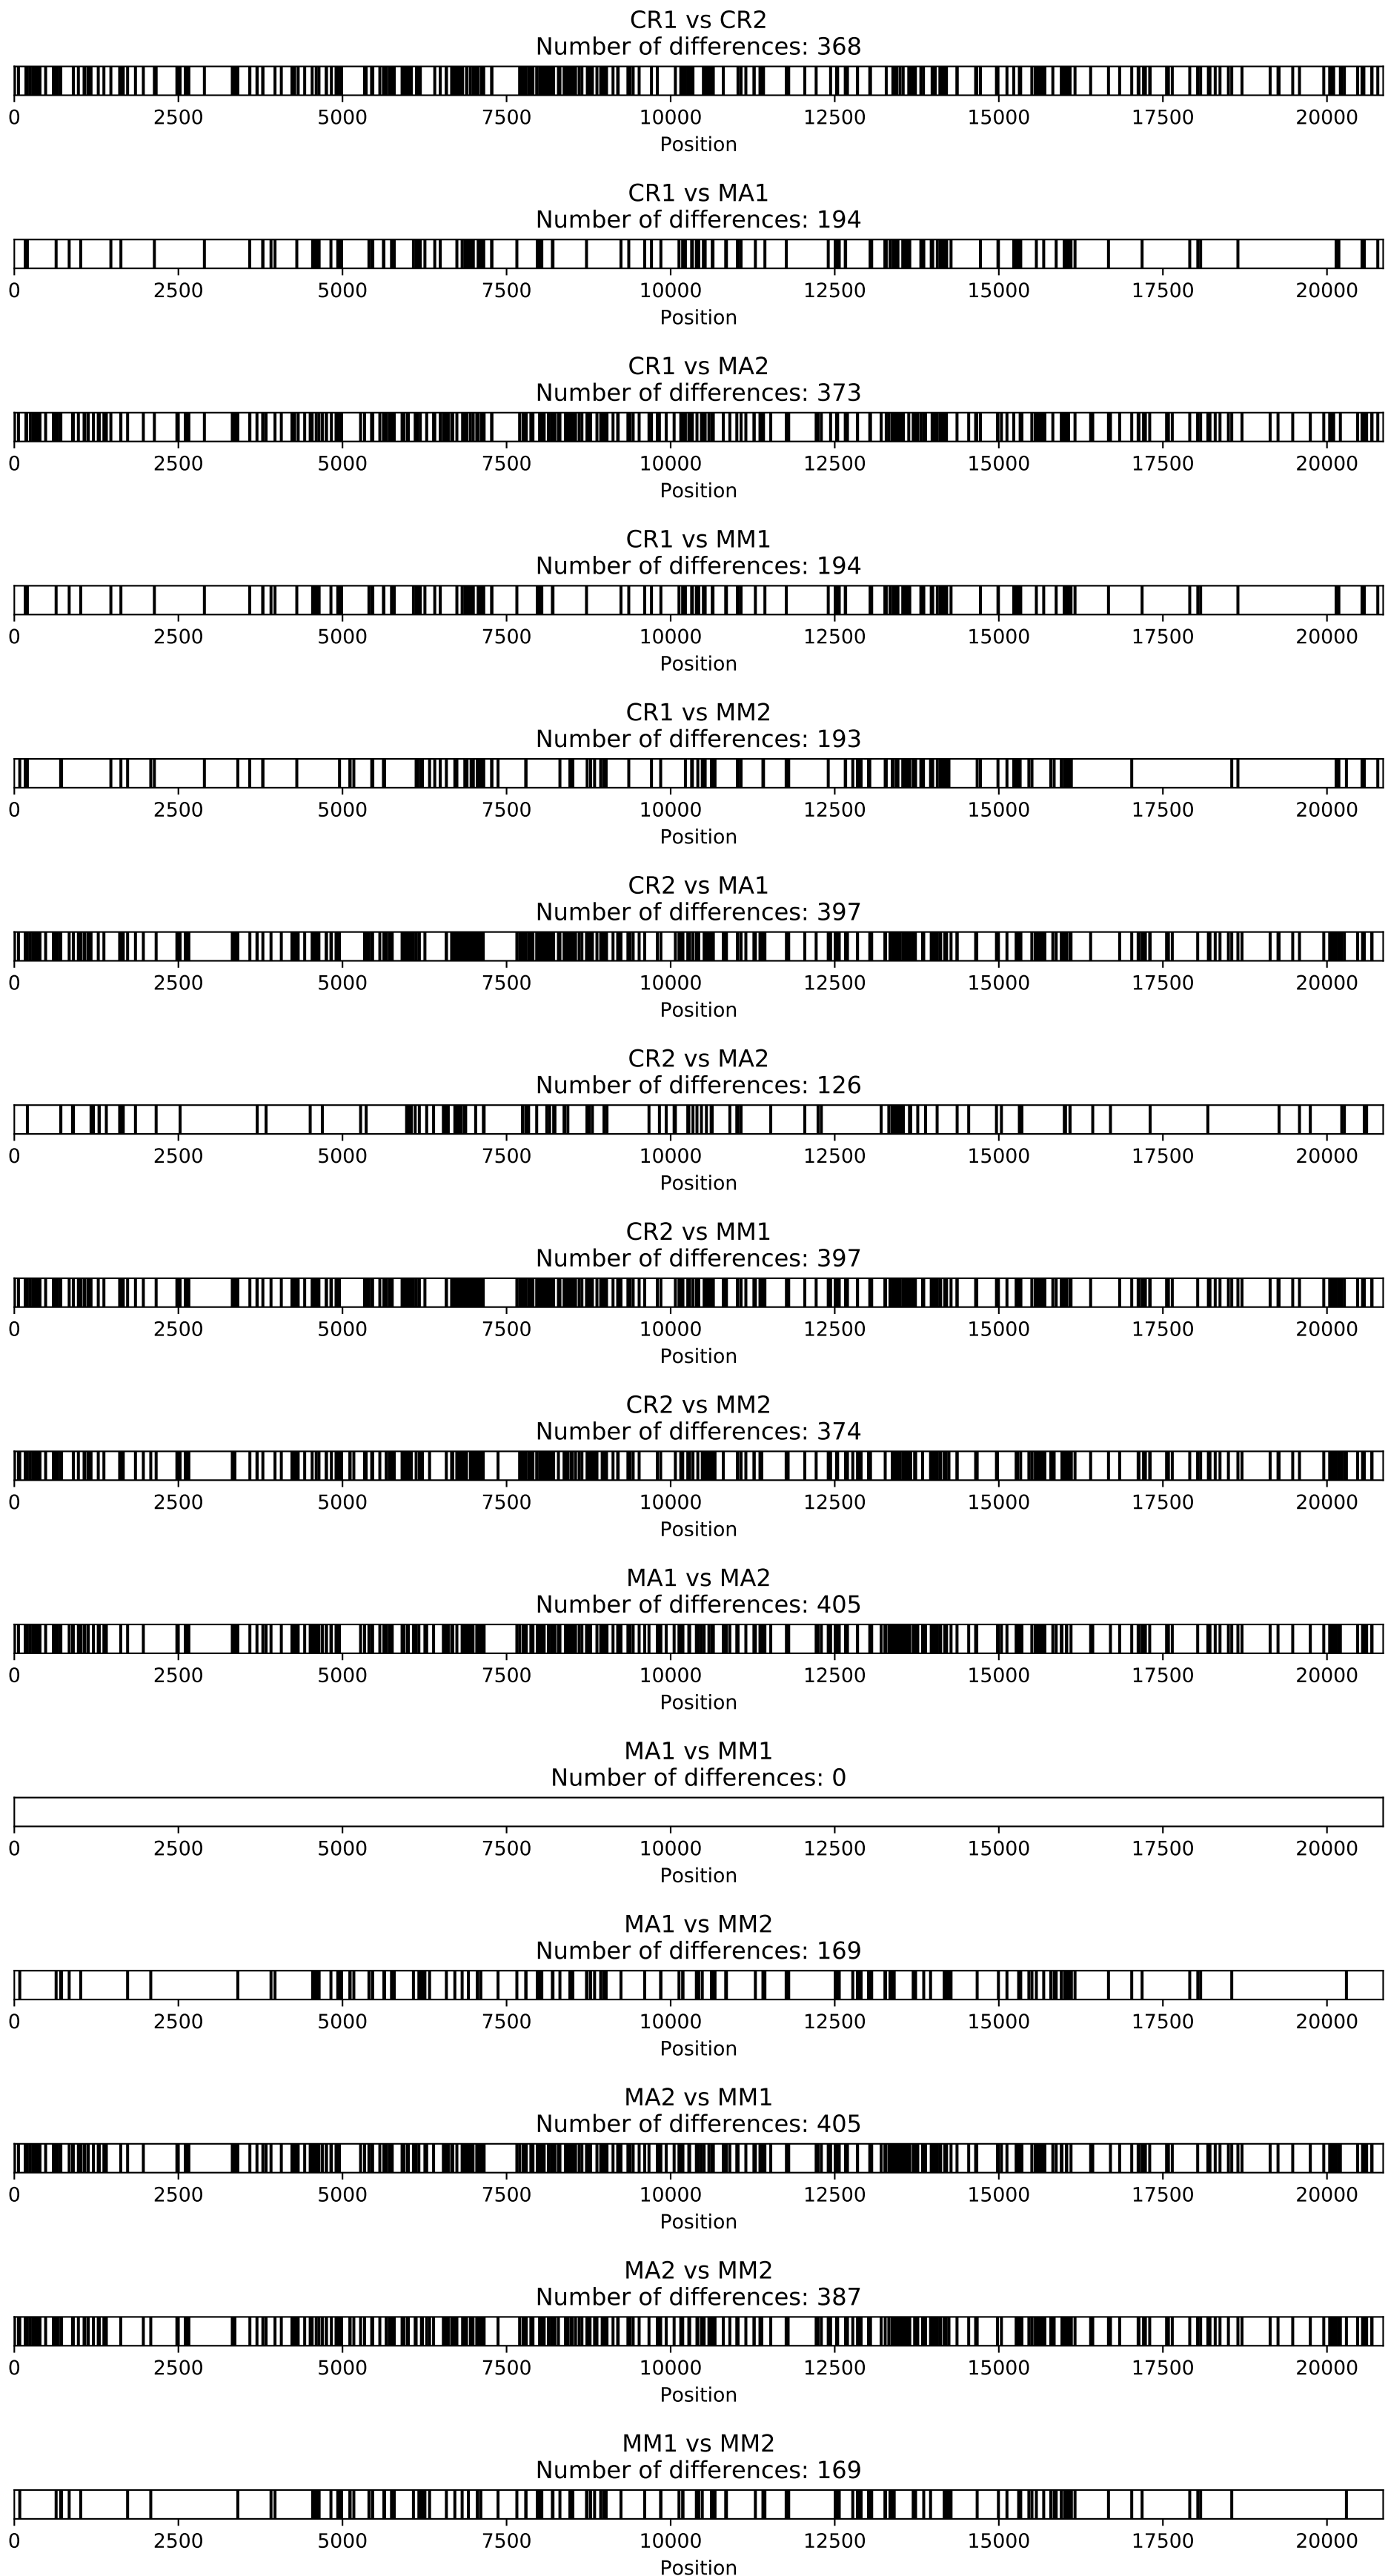 CR1 vs CR2
Number of differences: 368
0 2500 5000 7500 10000 12500 15000 17500 20000
Position
CR1 vs MA1
Number of differences: 194
0 2500 5000 7500 10000 12500 15000 17500 20000
Position
CR1 vs MA2
Number of differences: 373
0 2500 5000 7500 10000 12500 15000 17500 20000
Position
CR1 vs MM1
Number of differences: 194
0 2500 5000 7500 10000 12500 15000 17500 20000
Position
CR1 vs MM2
Number of differences: 193
0 2500 5000 7500 10000 12500 15000 17500 20000
Position
CR2 vs MA1
Number of differences: 397
0 2500 5000 7500 10000 12500 15000 17500 20000
Position
CR2 vs MA2
Number of differences: 126
0 2500 5000 7500 10000 12500 15000 17500 20000
Position
CR2 vs MM1
Number of differences: 397
0 2500 5000 7500 10000 12500 15000 17500 20000
Position
CR2 vs MM2
Number of differences: 374
0 2500 5000 7500 10000 12500 15000 17500 20000
Position
MA1 vs MA2
Number of differences: 405
0 2500 5000 7500 10000 12500 15000 17500 20000
Position
MA1 vs MM1
Number of differences: 0
0 2500 5000 7500 10000 12500 15000 17500 20000
Position
MA1 vs MM2
Number of differences: 169
0 2500 5000 7500 10000 12500 15000 17500 20000
Position
MA2 vs MM1
Number of differences: 405
0 2500 5000 7500 10000 12500 15000 17500 20000
Position
MA2 vs MM2
Number of differences: 387
0 2500 5000 7500 10000 12500 15000 17500 20000
Position
MM1 vs MM2
Number of differences: 169
0 2500 5000 7500 10000 12500 15000 17500 20000
Position